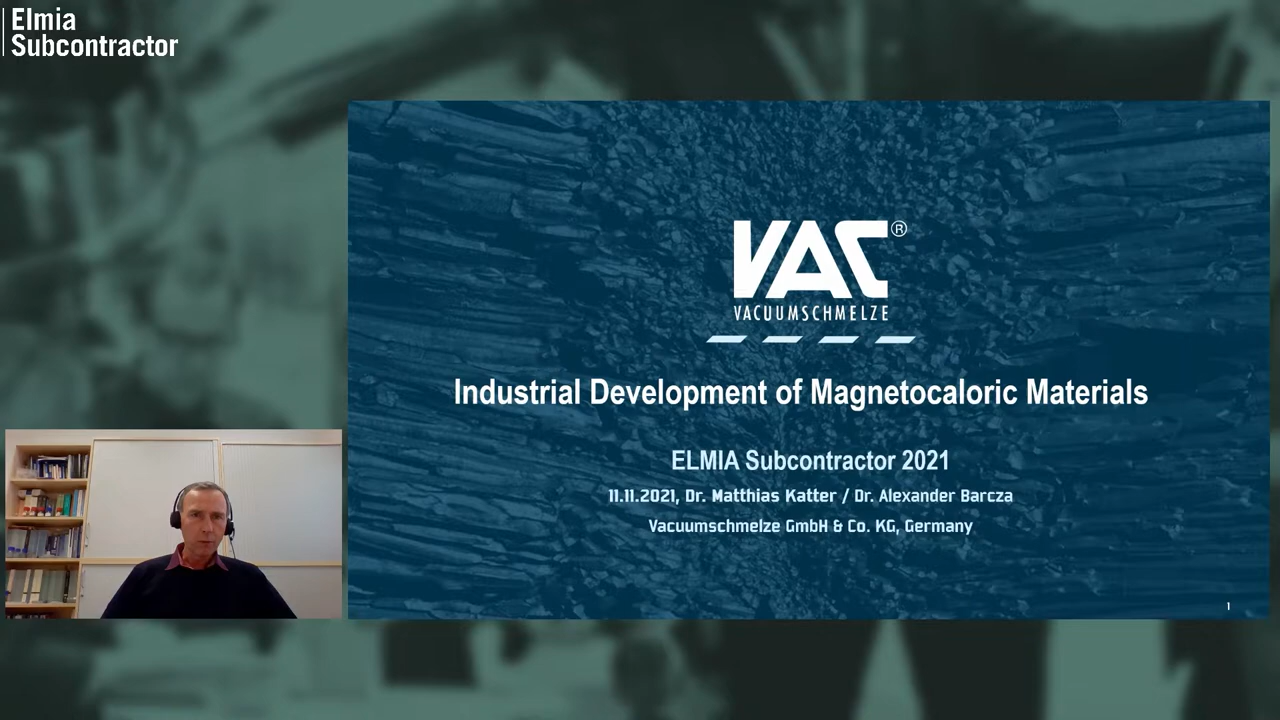 Elmia
Subcontractor
VAC®
VACUUMSCHMELZE
Industrial Development of Magnetocaloric Materials
ELMIA Subcontractor 2021
11.11.2021, Dr. Matthias Katter / Dr. Alexander Barcza
Vacuumschmelze GmbH & Co. KG, Germany
1